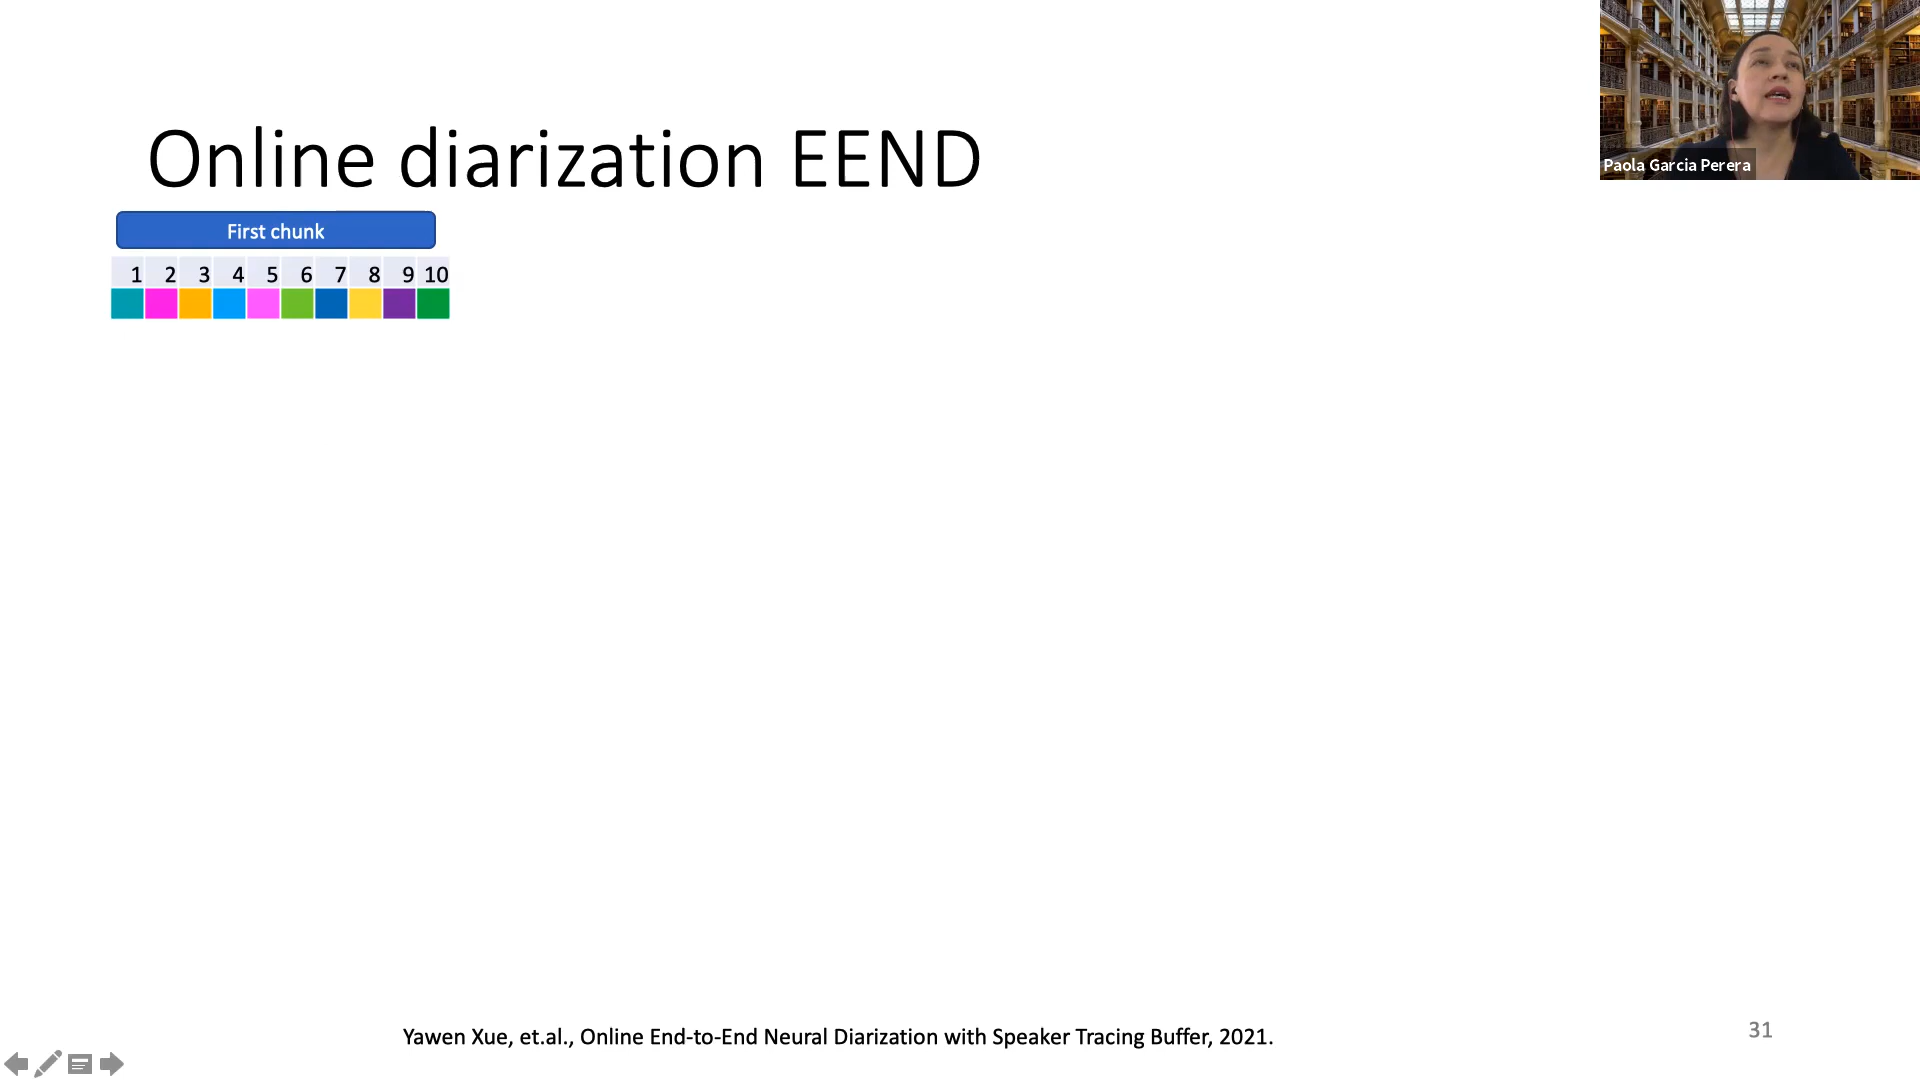 Paola Garcia Perera
Online diarization EEND
First chunk
1 2 3 4 5 6 7 8 9 10
Yawen Xue, et.al., Online End-to-End Neural Diarization with Speaker Tracing Buffer, 2021.
31